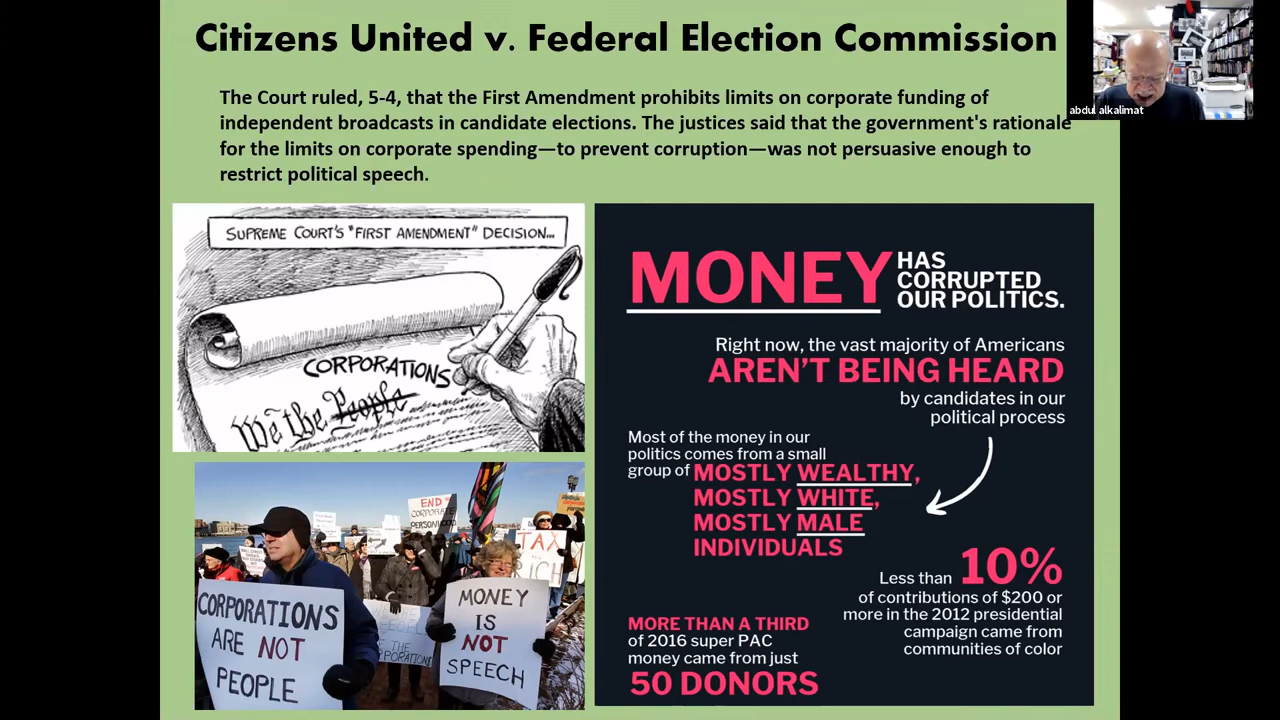 Citizens United v. Federal Election Commission
abdul alkalimat
The Court ruled, 5-4, that the First Amendment prohibits limits on corporate funding of
independent broadcasts in candidate elections. The justices said that the government's rationale
for the limits on corporate spending—to prevent corruption—was not persuasive enough to
restrict political speech.
SUPREME COURT'S "FIRST AMENDMENT" DECISION...
CORPORATIONS
We the People
MONEY
HAS
CORRUPTED
OUR POLITICS.
Right now, the vast majority of Americans
AREN'T BEING HEARD
by candidates in our
political process
Most of the money in our
politics comes from a small
group of MOSTLY WEALTHY,
MOSTLY WHITE,
MOSTLY MALE
INDIVIDUALS
Less than 10%
of contributions of $200 or
more in the 2012 presidential
campaign came from
communities of color
MORE THAN A THIRD
of 2016 super PAC
money came from just
50 DONORS
END
CORPORATE
PERSONHOOD
TAX
RICH
CORPORATIONS
ARE NOT
PEOPLE
MONEY
IS
NOT
SPEECH